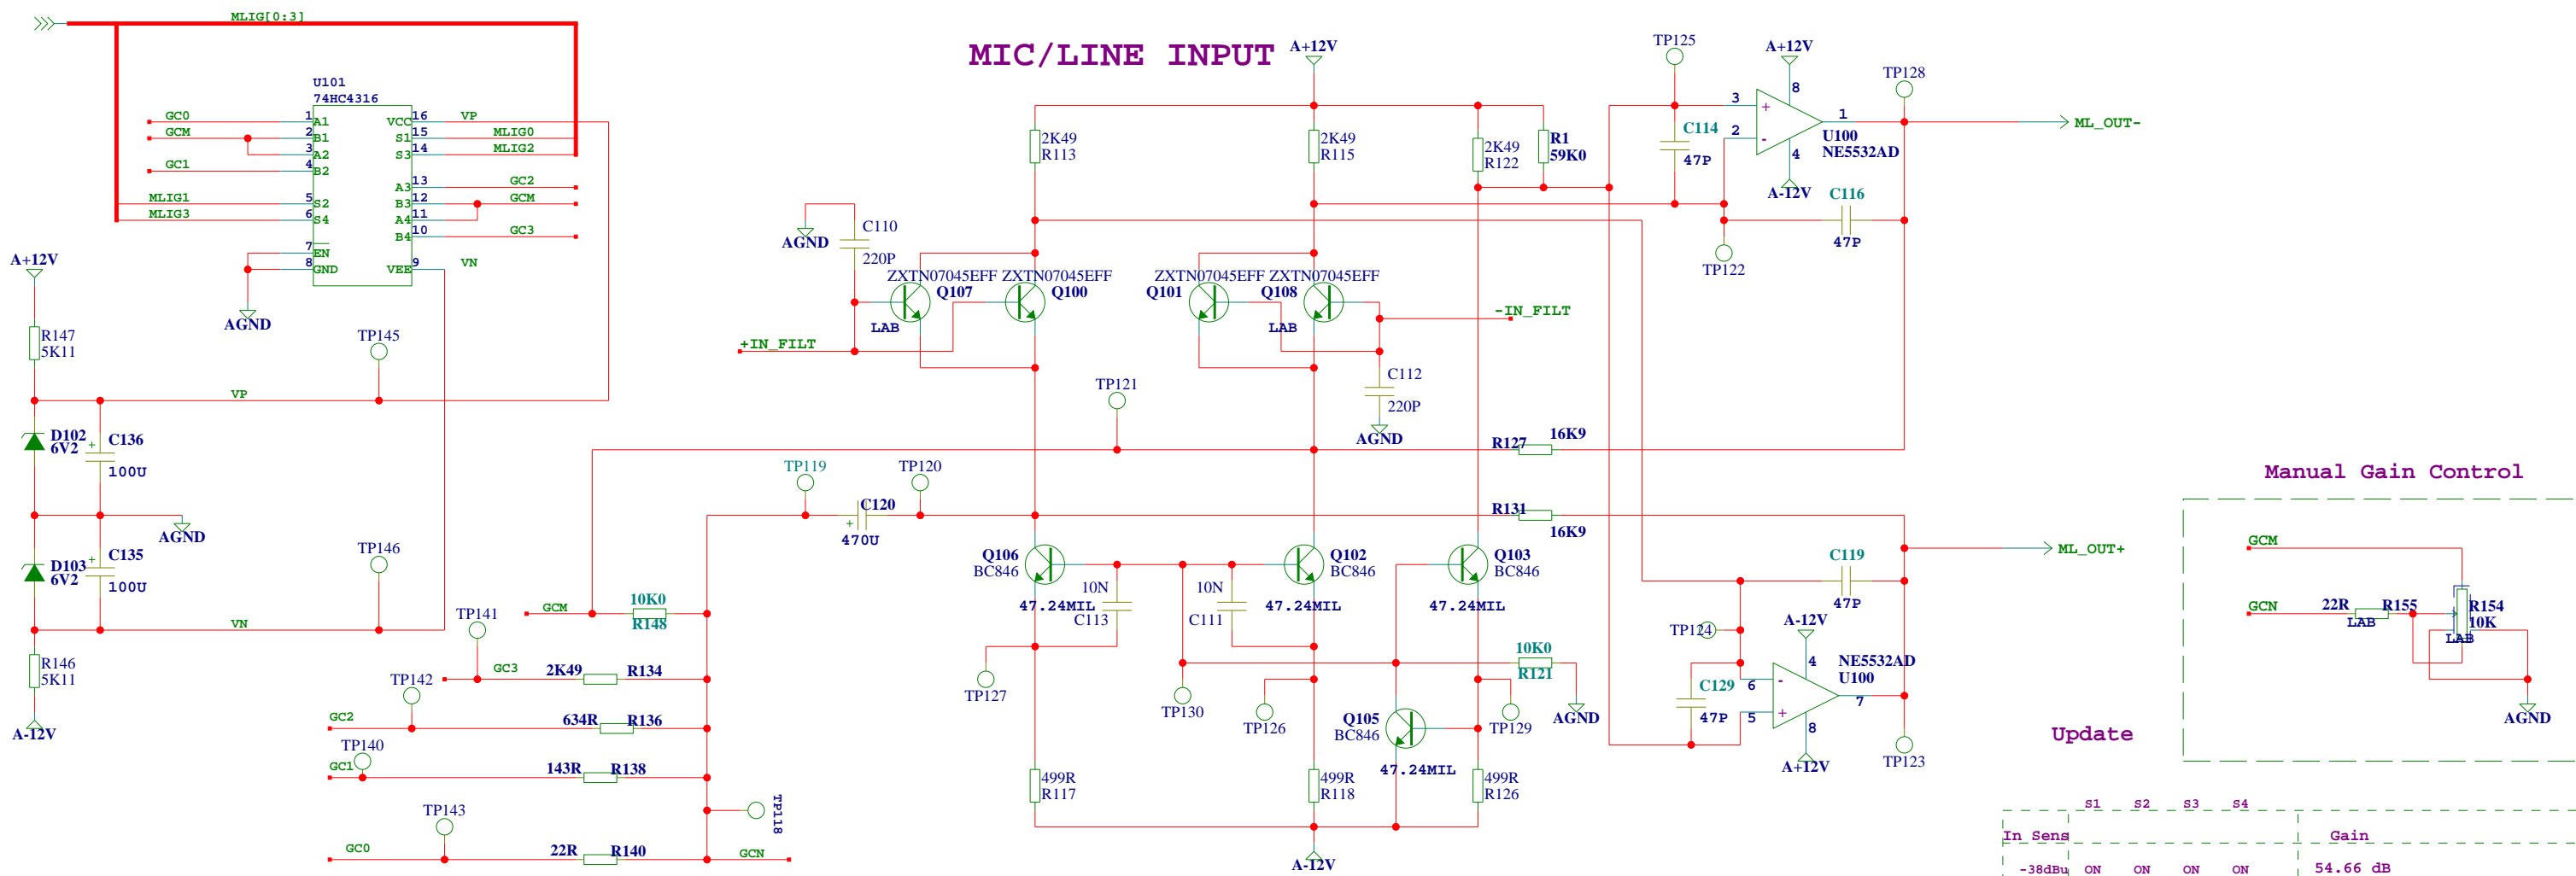 MLIG[0:3]
MIC/LINE INPUT
A+12V
TP125
A+12V
TP128
U101
74HC4316
GC0
1
A1
VCC
16
VP
GCM
2
B1
S1
15
MLIG0
3
A2
S3
14
MLIG2
GC1
4
B2
A3
13
GC2
MLIG1
5
S2
B3
12
GCM
MLIG3
6
S4
A4
11
B4
10
GC3
7
EN
8
GND
VEE
9
VN
AGND
2K49
R113
2K49
R115
2K49
R122
R1
59K0
C114
47P
3
+
2
-
8
1
4
U100
NE5532AD
A-12V
ML_OUT-
C116
47P
TP122
AGND
C110
220P
ZXTN07045EFF
Q107
LAB
ZXTN07045EFF
Q100
ZXTN07045EFF
Q101
ZXTN07045EFF
Q108
LAB
-IN_FILT
+IN_FILT
C112
220P
AGND
A+12V
R147
5K11
TP145
VP
D102
6V2
+
C136
100U
AGND
D103
6V2
+
C135
100U
TP146
VN
R146
5K11
A-12V
TP121
R127
16K9
TP119
C120
+
470U
TP120
R131
16K9
Manual Gain Control
GCM
GCN
22R
R155
LAB
R154
10K
LAB
AGND
ML_OUT+
Q106
BC846
47.24MIL
10N
C113
10N
C111
Q102
BC846
47.24MIL
Q103
BC846
47.24MIL
C119
47P
TP124
A-12V
4
NE5532AD
U100
6
-
5
+
7
8
A+12V
C129
47P
TP123
GCM
10K0
R148
TP141
GC3
2K49
R134
TP142
GC2
634R
R136
TP140
GC1
143R
R138
TP118
TP143
GC0
22R
R140
GCN
TP127
TP130
TP126
10K0
R121
TP129
AGND
Q105
BC846
47.24MIL
499R
R117
499R
R118
499R
R126
A-12V
Update
S1 S2 S3 S4
In Sens Gain
-38dBu ON ON ON ON 54.66 dB